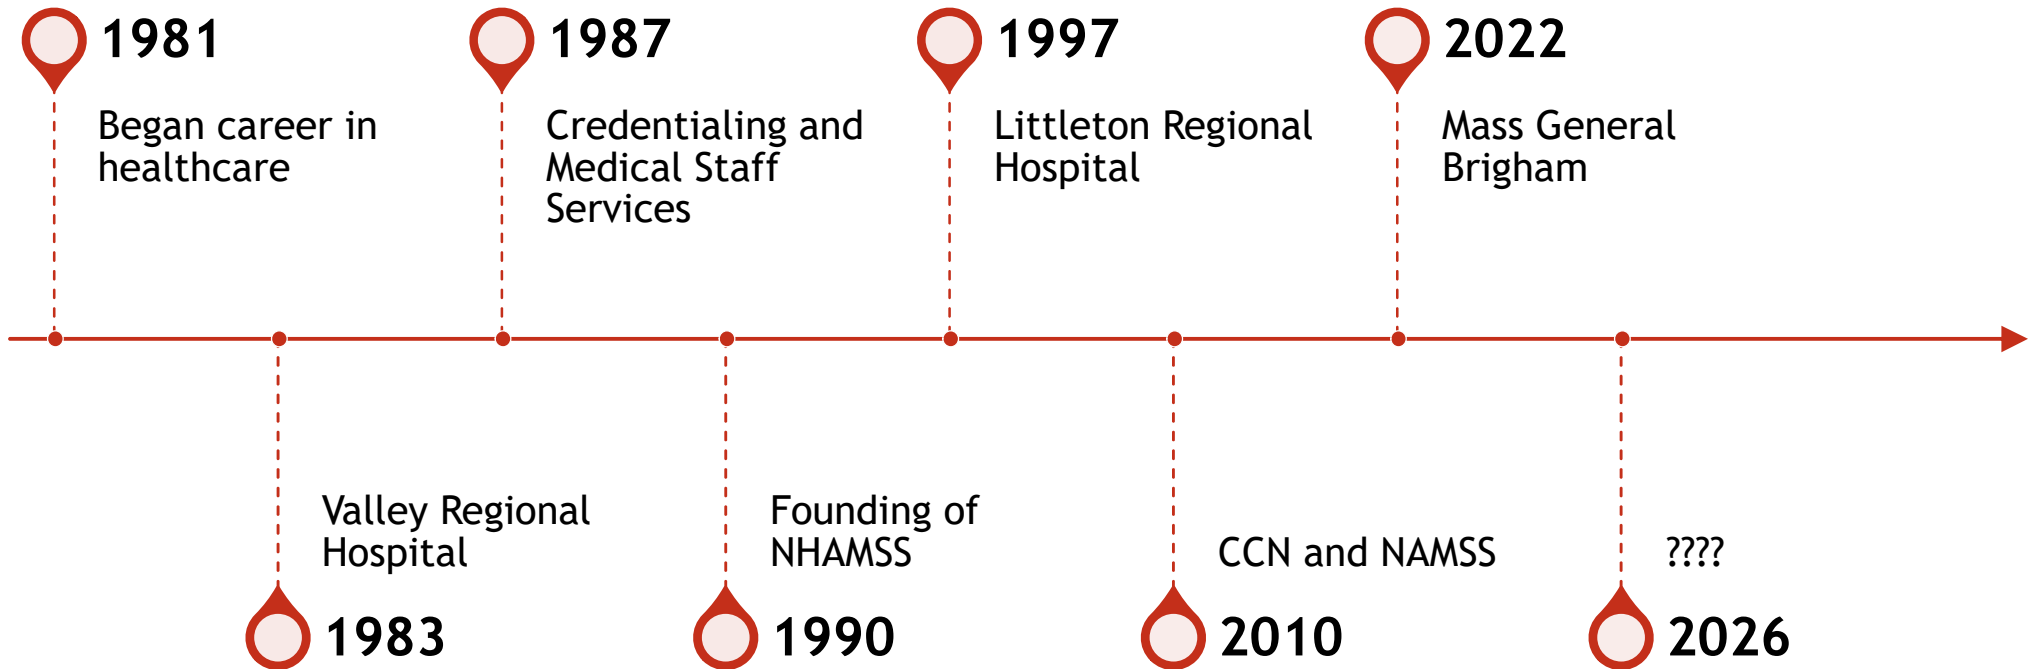 1981
Began career in
healthcare
1983
Valley Regional
Hospital
1987
Credentialing and
Medical Staff
Services
1990
Founding of
NHAMSS
1997
Littleton Regional
Hospital
2010
CCN and NAMSS
2022
Mass General
Brigham
2026
????